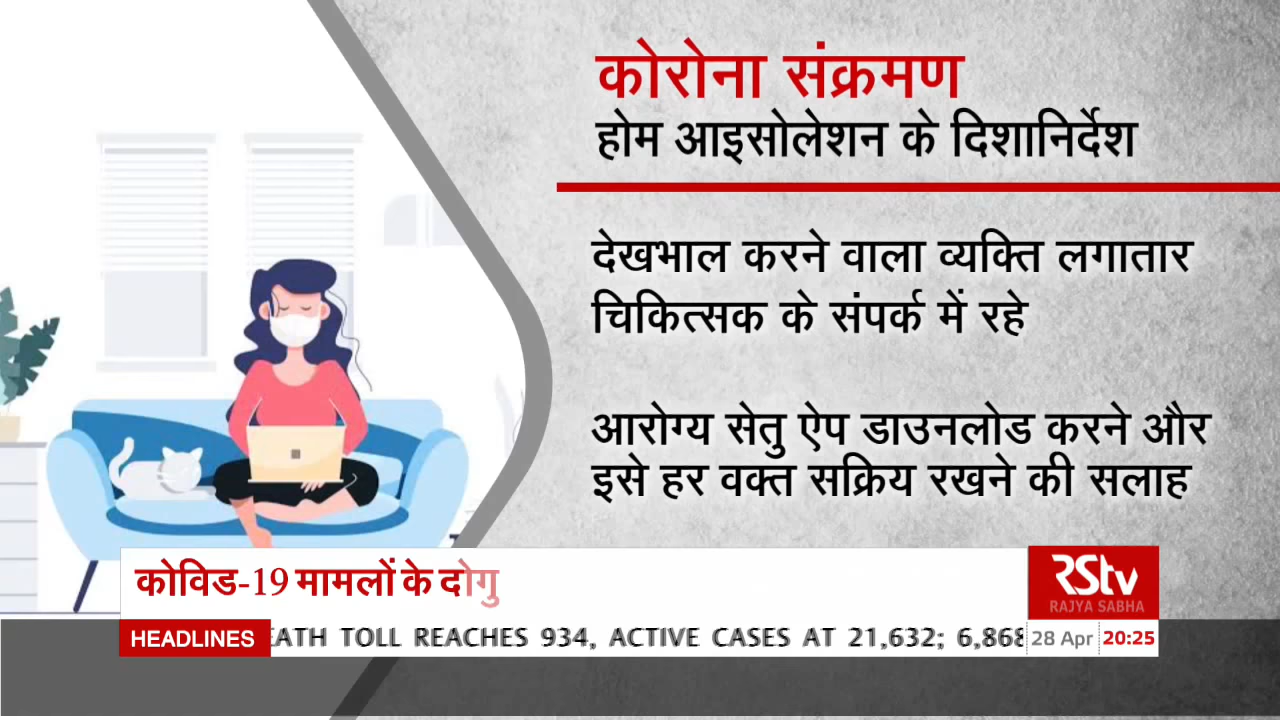 कोरोना संक्रमण
होम आइसोलेशन के दिशानिर्देश
देखभाल करने वाला व्यक्ति लगातार
चिकित्सक के संपर्क में रहे
आरोग्य सेतु ऐप डाउनलोड करने और
इसे हर वक्त सक्रिय रखने की सलाह
कोविड-19 मामलों के दोगु
RStv
RAJYA SABHA
HEADLINES EATH TOLL REACHES 934, ACTIVE CASES AT 21,632; 6,868 28 Apr 20:25